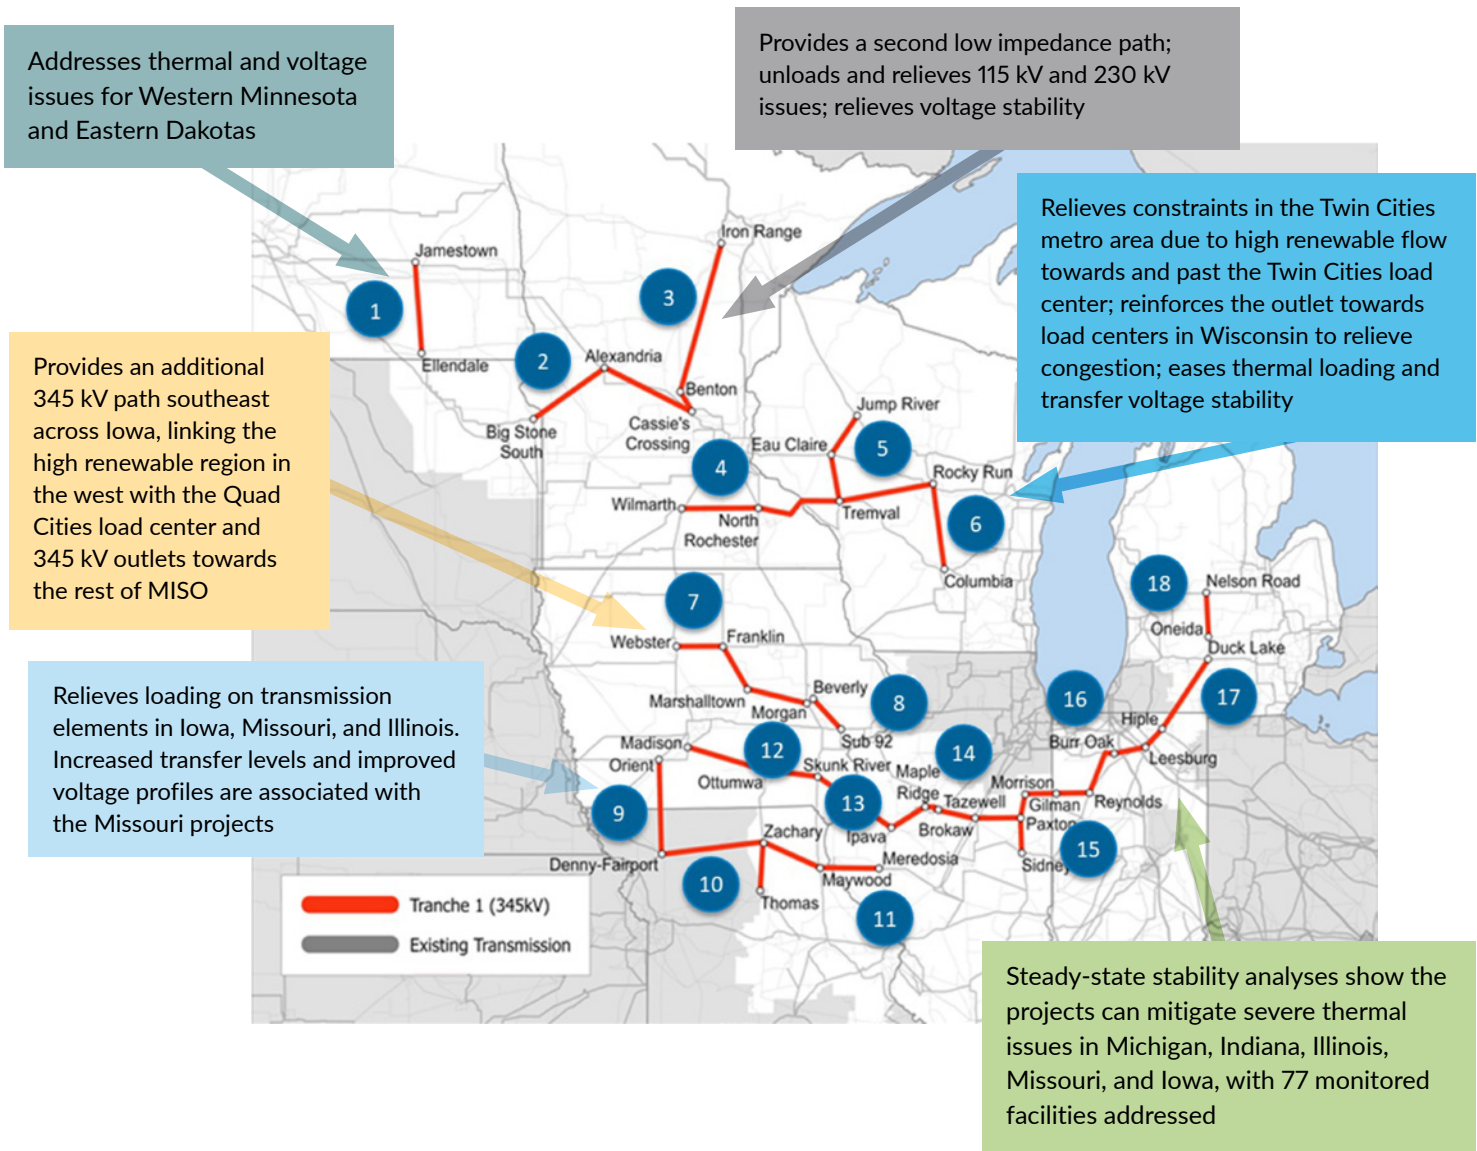 Addresses thermal and voltage
issues for Western Minnesota
and Eastern Dakotas
Provides a second low impedance path;
unloads and relieves 115 kV and 230 kV
issues; relieves voltage stability
Relieves constraints in the Twin Cities
metro area due to high renewable flow
towards and past the Twin Cities load
center; reinforces the outlet towards
load centers in Wisconsin to relieve
congestion; eases thermal loading and
transfer voltage stability
Provides an additional
345 kV path southeast
across Iowa, linking the
high renewable region in
the west with the Quad
Cities load center and
345 kV outlets towards
the rest of MISO
Relieves loading on transmission
elements in Iowa, Missouri, and Illinois.
Increased transfer levels and improved
voltage profiles are associated with
the Missouri projects
Steady-state stability analyses show the
projects can mitigate severe thermal
issues in Michigan, Indiana, Illinois,
Missouri, and Iowa, with 77 monitored
facilities addressed
Jamestown
1
Ellendale
2
Big Stone
South
Alexandria
3
Iron Range
Benton
Cassie's
Crossing
4
Wilmarth
North
Rochester
Jump River
Eau Claire
5
Tremval
Rocky Run
6
Columbia
7
Webster
Franklin
Marshalltown
Morgan
Beverly
8
Sub 92
Madison
Orient
9
Ottumwa
12
Skunk River
13
Ipava
Maple
Ridge
14
Tazewell
Brokaw
Morrison
Gilman
Paxton
Sidney
15
Reynolds
16
Burr Oak
Hiple
Leesburg
17
Duck Lake
Oneida
18
Nelson Road
Denny-Fairport
10
Zachary
Thomas
Maywood
Meredosia
11
Tranche 1 (345kV)
Existing Transmission